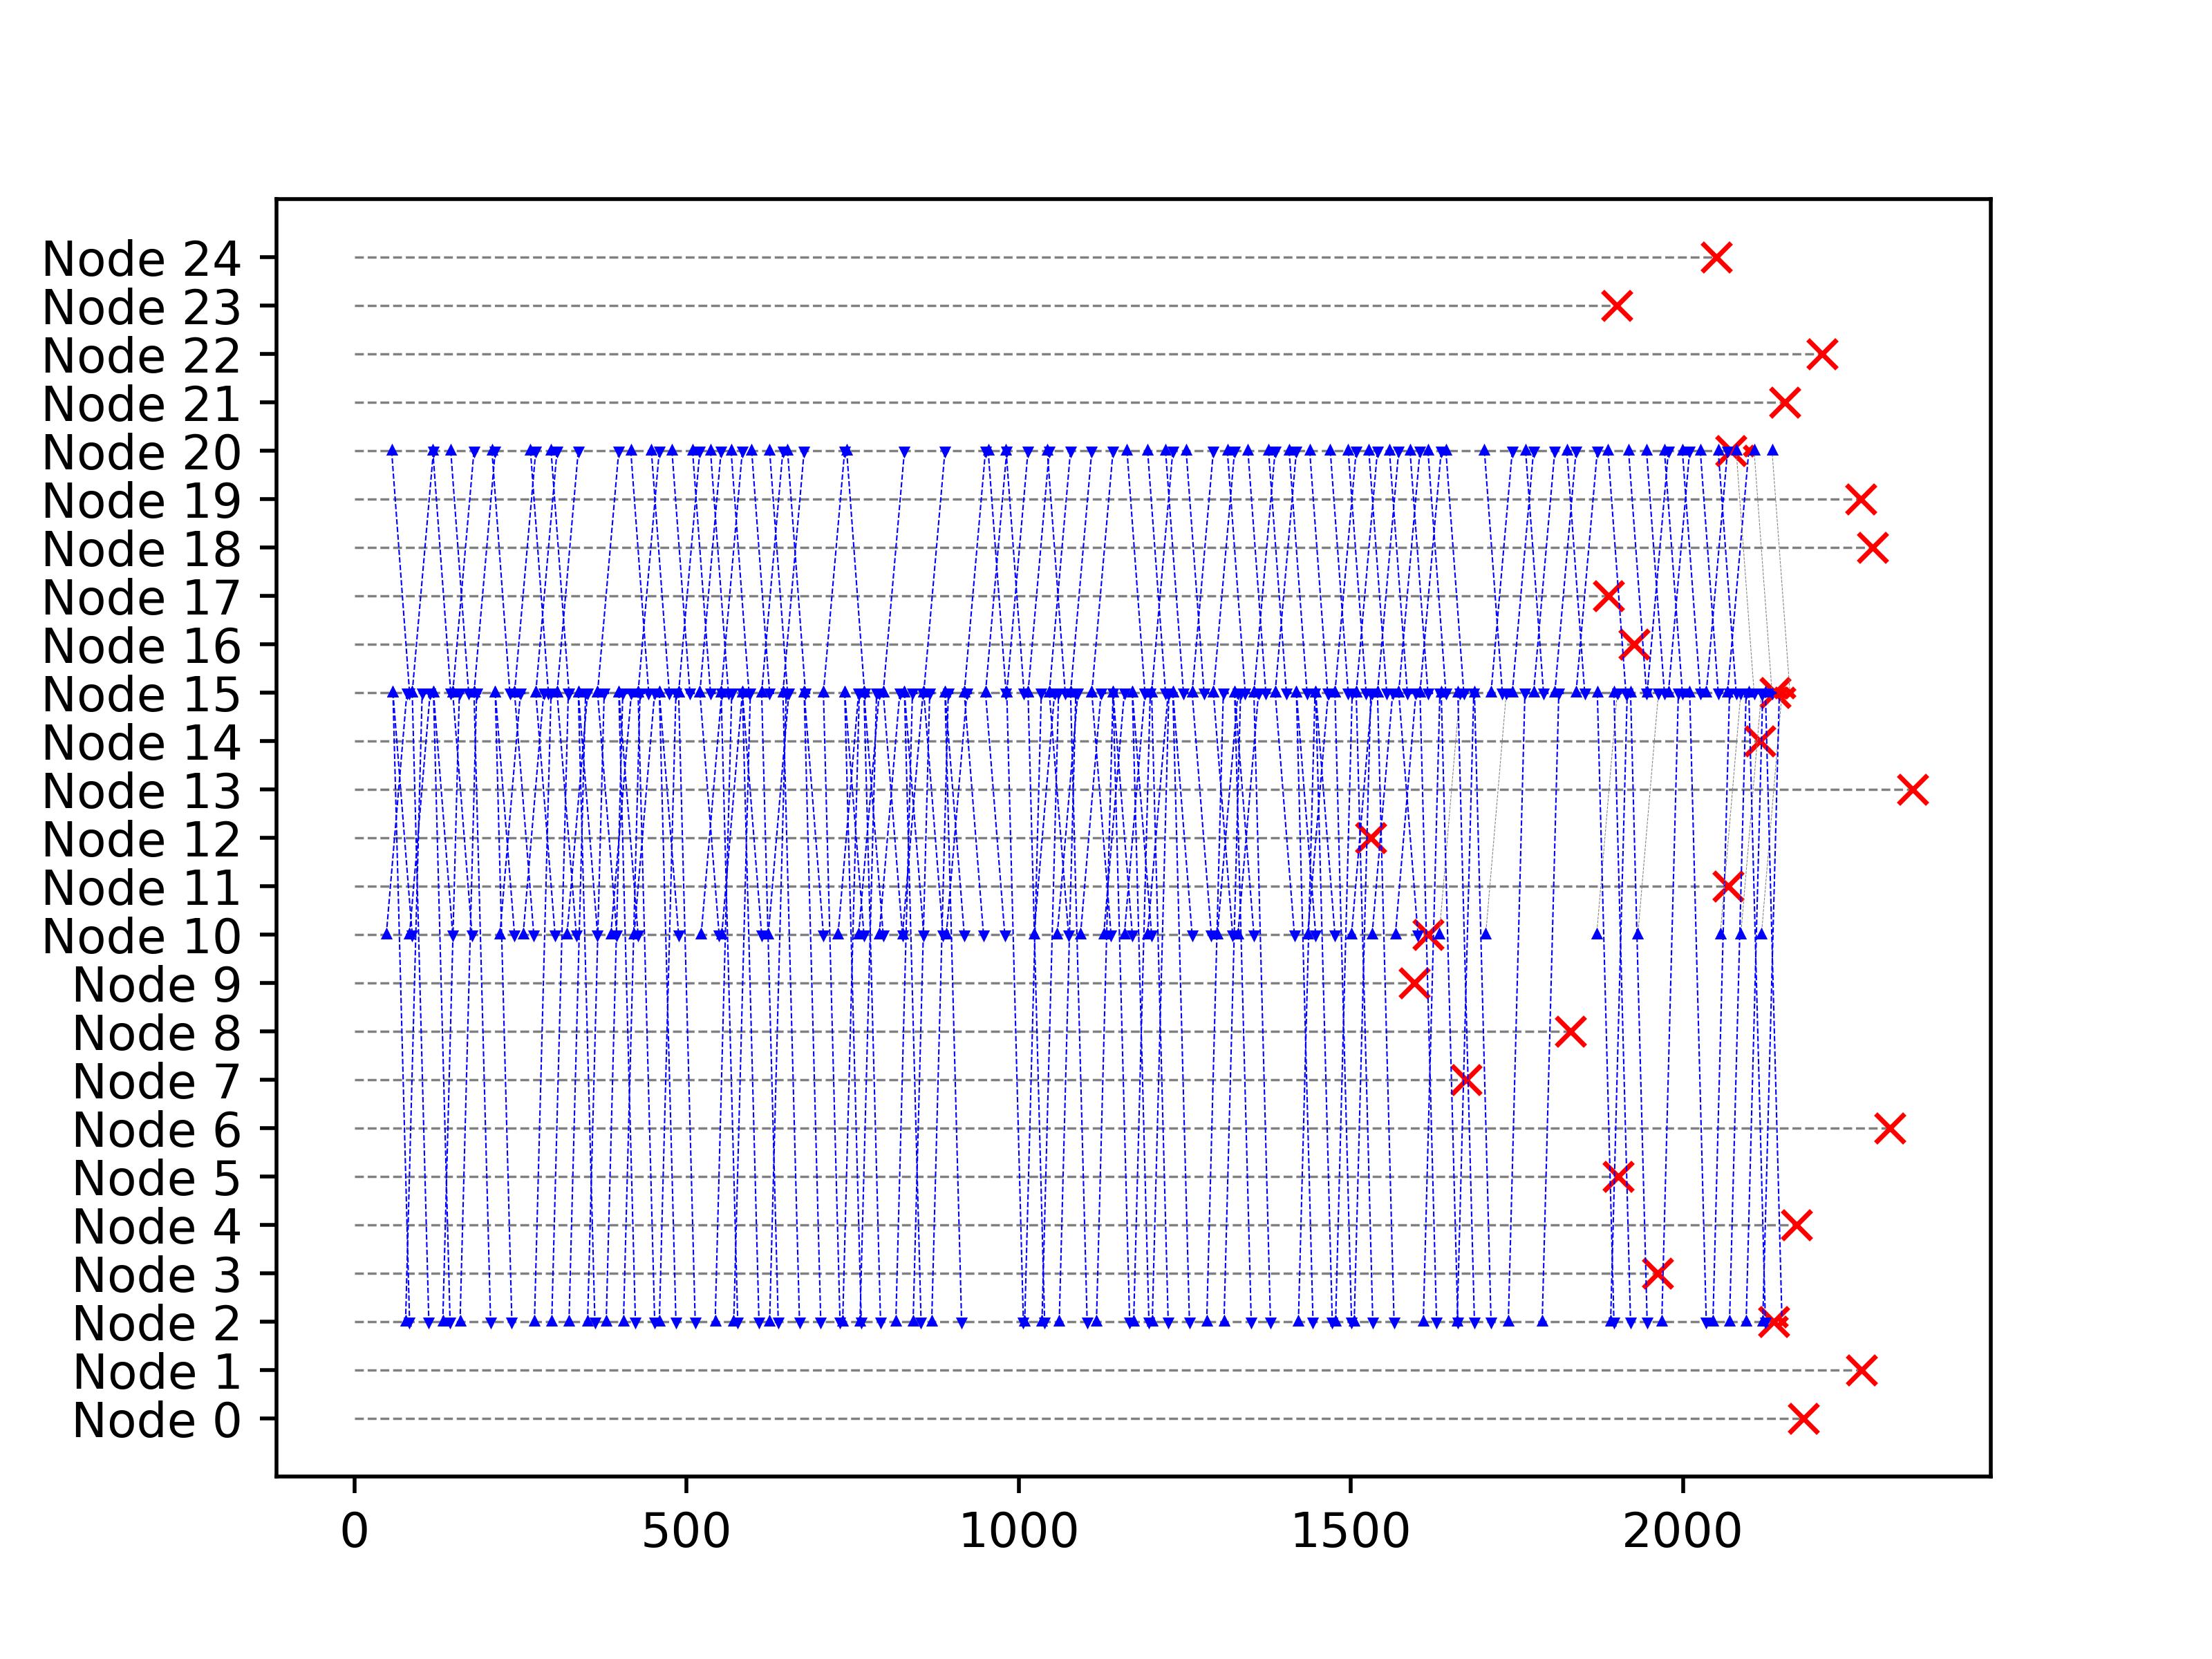 Node 24
Node 23
Node 22
Node 21
Node 20
Node 19
Node 18
Node 17
Node 16
Node 15
Node 14
Node 13
Node 12
Node 11
Node 10
Node 9
Node 8
Node 7
Node 6
Node 5
Node 4
Node 3
Node 2
Node 1
Node 0
0 500 1000 1500 2000